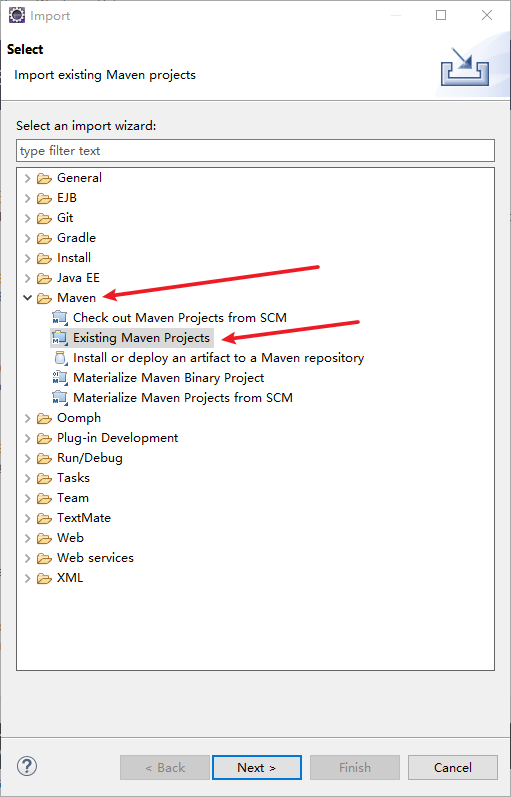 Import
Select
Import existing Maven projects
Select an import wizard:
type filter text
General
EJB
Git
Gradle
Install
Java EE
Maven
Check out Maven Projects from SCM
Existing Maven Projects
Install or deploy an artifact to a Maven repository
Materialize Maven Binary Project
Materialize Maven Projects from SCM
Oomph
Plug-in Development
Run/Debug
Tasks
Team
TextMate
Web
Web services
XML
? < Back Next > Finish Cancel